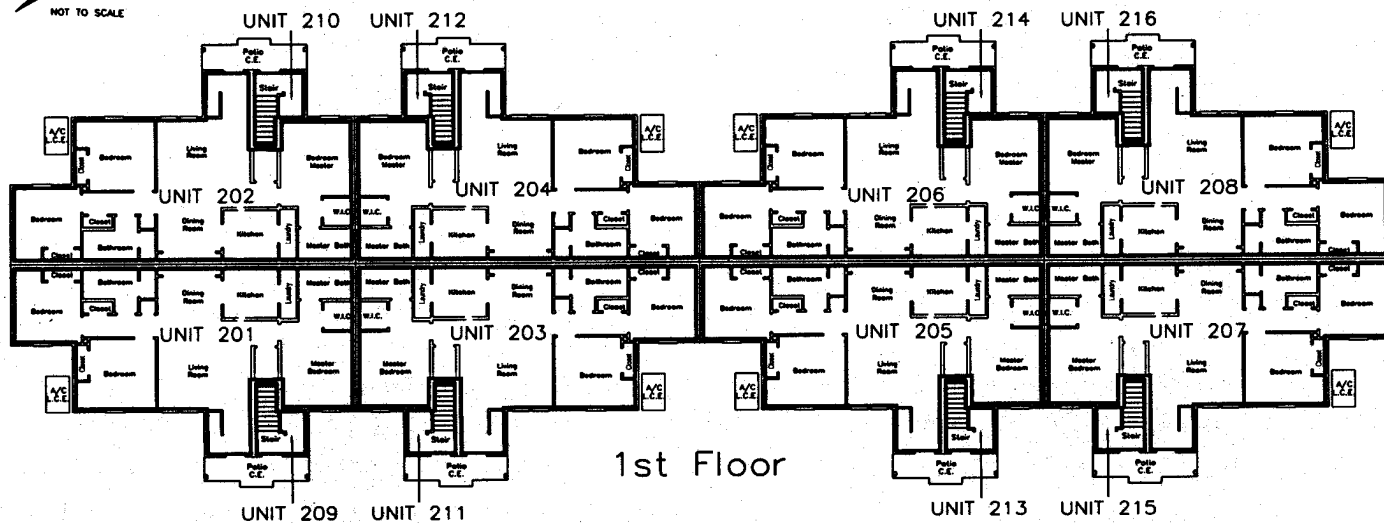 NOT TO SCALE
UNIT 210
UNIT 212
UNIT 214
UNIT 216
Patio
C.E.
Patio
C.E.
Patio
C.E.
Patio
C.E.
Stair
Stair
Stair
Stair
A/C
L.C.E.
A/C
L.C.E.
A/C
L.C.E.
A/C
L.C.E.
Closet
Bedroom
Living
Room
Bedroom
Master
Bedroom
Master
Living
Room
Bedroom
Closet
Closet
Bedroom
Living
Room
Bedroom
Master
Bedroom
Master
Living
Room
Bedroom
Closet
UNIT 202
UNIT 204
UNIT 206
UNIT 208
Bedroom
Closet
Dining
Room
Kitchen
Laundry
W.I.C.
W.I.C.
Laundry
Kitchen
Dining
Room
Closet
Bedroom
Bedroom
Closet
Dining
Room
Kitchen
Laundry
W.I.C.
W.I.C.
Laundry
Kitchen
Dining
Room
Closet
Bedroom
Closet
Bathroom
Master Bath
Master Bath
Bathroom
Closet
Closet
Bathroom
Master Bath
Master Bath
Bathroom
Closet
Closet
Bathroom
Master Bath
Master Bath
Bathroom
Closet
Closet
Bathroom
Master Bath
Master Bath
Bathroom
Closet
Bedroom
Closet
Dining
Room
Kitchen
Laundry
W.I.C.
W.I.C.
Laundry
Kitchen
Dining
Room
Closet
Bedroom
Bedroom
Closet
Dining
Room
Kitchen
Laundry
W.I.C.
W.I.C.
Laundry
Kitchen
Dining
Room
Closet
Bedroom
UNIT 201
UNIT 203
UNIT 205
UNIT 207
Closet
Bedroom
Living
Room
Master
Bedroom
Master
Bedroom
Living
Room
Bedroom
Closet
Closet
Bedroom
Living
Room
Master
Bedroom
Master
Bedroom
Living
Room
Bedroom
Closet
A/C
L.C.E.
A/C
L.C.E.
A/C
L.C.E.
A/C
L.C.E.
Stair
Stair
Stair
Stair
Patio
C.E.
Patio
C.E.
Patio
C.E.
Patio
C.E.
1st Floor
UNIT 209
UNIT 211
UNIT 213
UNIT 215